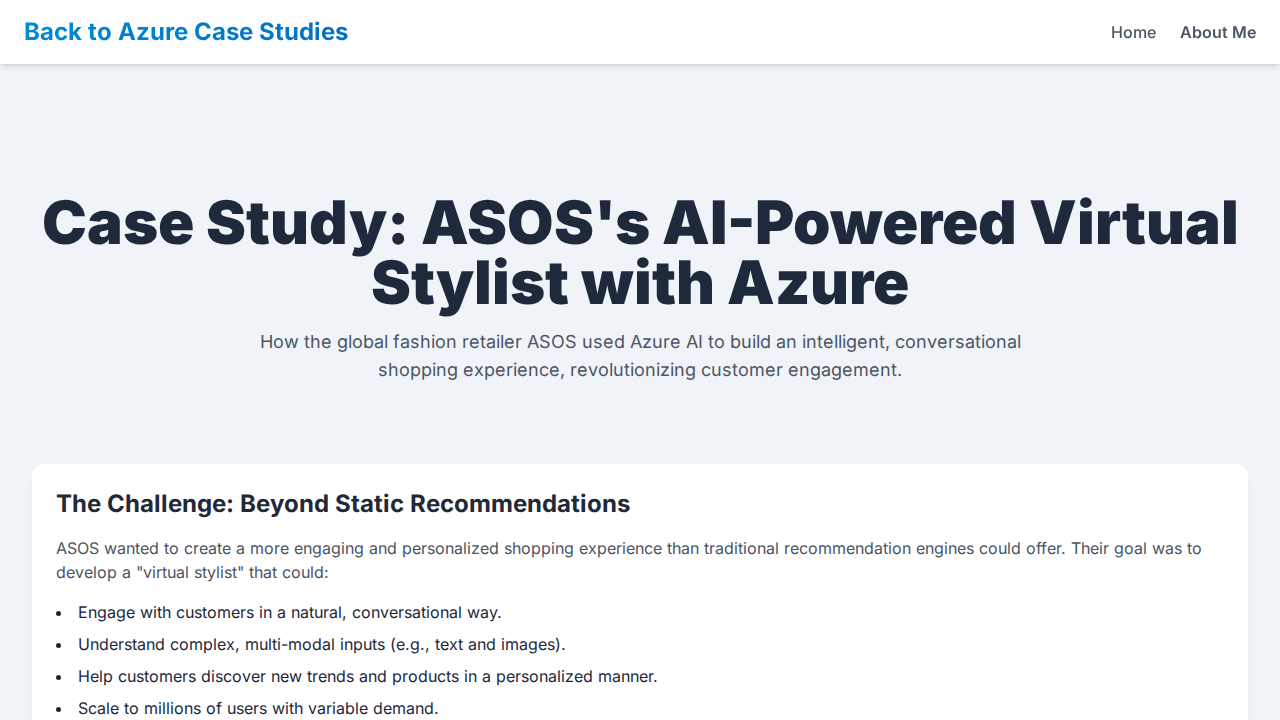 Back to Azure Case Studies
Home
About Me
Case Study: ASOS's AI-Powered Virtual
Stylist with Azure
How the global fashion retailer ASOS used Azure AI to build an intelligent, conversational
shopping experience, revolutionizing customer engagement.
The Challenge: Beyond Static Recommendations
ASOS wanted to create a more engaging and personalized shopping experience than traditional recommendation engines could offer. Their goal was to
develop a "virtual stylist" that could:
• Engage with customers in a natural, conversational way.
• Understand complex, multi-modal inputs (e.g., text and images).
• Help customers discover new trends and products in a personalized manner.
• Scale to millions of users with variable demand.